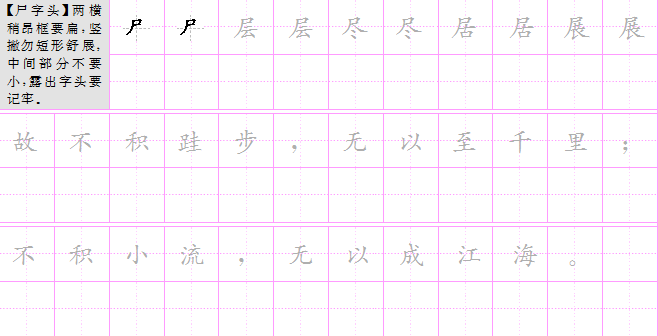 【尸字头】两横
稍昂框要扁，竖
撇勿短形舒展，
中间部分不要
小，露出字头要
记牢。
尸尸层层尽尽居居展展
故不积跬步，无以至千里；
不积小流，无以成江海。